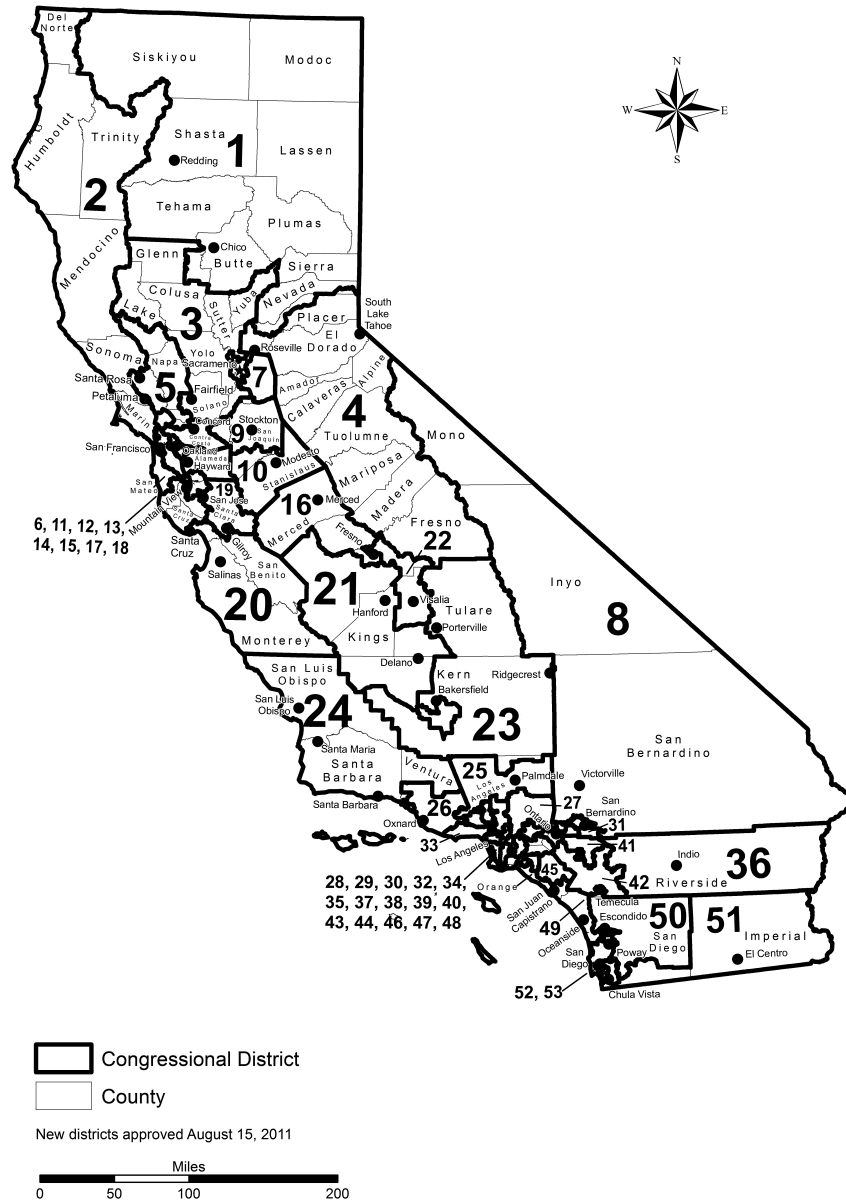 Del
Norte
Siskiyou
Modoc
N
W
E
S
Humboldt
Trinity
Shasta
1
Redding
Lassen
2
Tehama
Plumas
Mendocino
Glenn
Chico
Butte
Sierra
Colusa
Lake
3
Sutter
Yuba
Nevada
Placer
South
Lake
Tahoe
El
Dorado
Roseville
Sonoma
Napa
Yolo
Sacramento
7
Alpine
Santa Rosa
5
Petaluma
Marin
Fairfield
Solano
Amador
Calaveras
4
Concord
Contra
Costa
Stockton
9
San
Joaquin
Tuolumne
Mono
San Francisco
Oakland
Alameda
Hayward
10
Modesto
Stanislaus
Mariposa
San
Mateo
Mountain View
19
San Jose
Santa
Clara
16
Merced
Merced
Madera
6, 11, 12, 13,
14, 15, 17, 18
Santa
Cruz
Santa
Cruz
Gilroy
Fresno
Fresno
22
Salinas
San
Benito
20
21
Hanford
Visalia
Tulare
Inyo
8
Monterey
Kings
Porterville
Delano
San Luis
Obispo
Kern
Ridgecrest
Bakersfield
San Luis
Obispo
24
23
Santa Maria
San
Bernardino
Santa
Barbara
Ventura
25
Los
Angeles
Palmdale
Victorville
Santa Barbara
26
27
San
Bernardino
Oxnard
Ontario
31
33
Los Angeles
41
45
Indio
36
28, 29, 30, 32, 34,
35, 37, 38, 39, 40,
43, 44, 46, 47, 48
Orange
42
Riverside
San Juan
Capistrano
Temecula
49
Oceanside
Escondido
50
51
San
Diego
Imperial
San
Diego
Poway
El Centro
52, 53
Chula Vista
Congressional District
County
New districts approved August 15, 2011
Miles
0 50 100 200